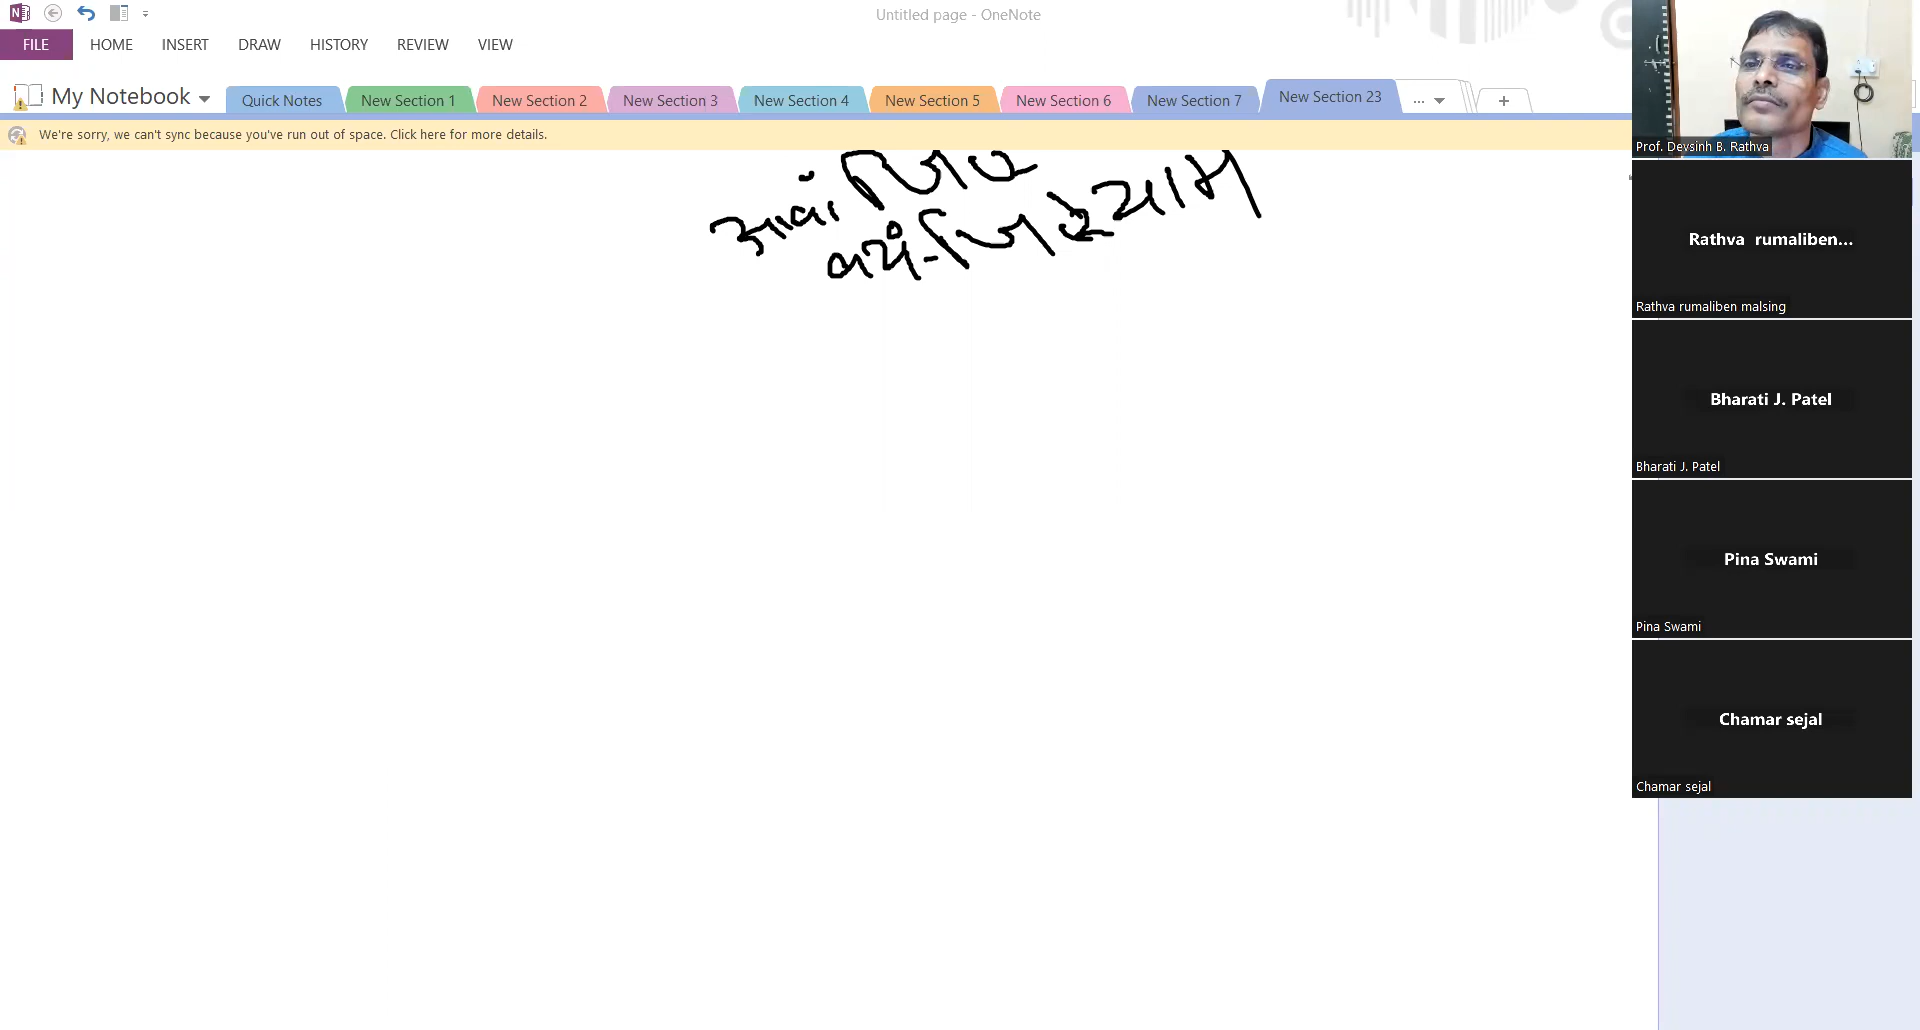 Untitled page - OneNote
FILE HOME INSERT DRAW HISTORY REVIEW VIEW
My Notebook Quick Notes New Section 1 New Section 2 New Section 3 New Section 4 New Section 5 New Section 6 New Section 7 New Section 23 ... +
We're sorry, we can't sync because you've run out of space. Click here for more details.
Prof. Devsinh B. Rathva
Rathva rumaliben...
Rathva rumaliben malsing
Bharati J. Patel
Bharati J. Patel
Pina Swami
Pina Swami
Chamar sejal
Chamar sejal